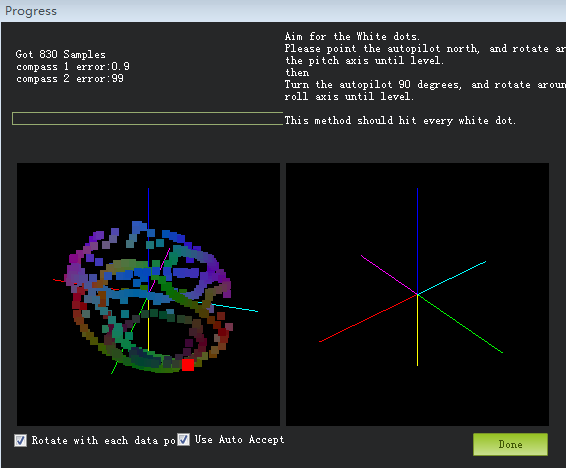 Progress
Got 830 Samples
compass 1 error:0.9
compass 2 error:99
Aim for the White dots.
Please point the autopilot north, and rotate ar
the pitch axis until level.
then
Turn the autopilot 90 degrees, and rotate aroun
roll axis until level.
This method should hit every white dot.
Rotate with each data po
Use Auto Accept
Done